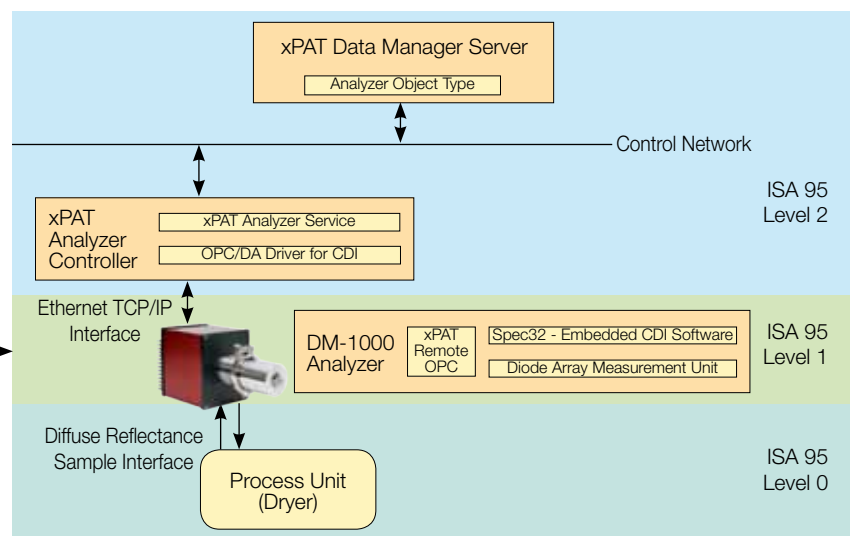 xPAT Data Manager Server
Analyzer Object Type
Control Network
ISA 95
Level 2
xPAT
Analyzer
Controller
xPAT Analyzer Service
OPC/DA Driver for CDI
Ethernet TCP/IP
Interface
DM-1000
Analyzer
xPAT
Remote
OPC
Spec32 - Embedded CDI Software
Diode Array Measurement Unit
ISA 95
Level 1
Diffuse Reflectance
Sample Interface
Process Unit
(Dryer)
ISA 95
Level 0